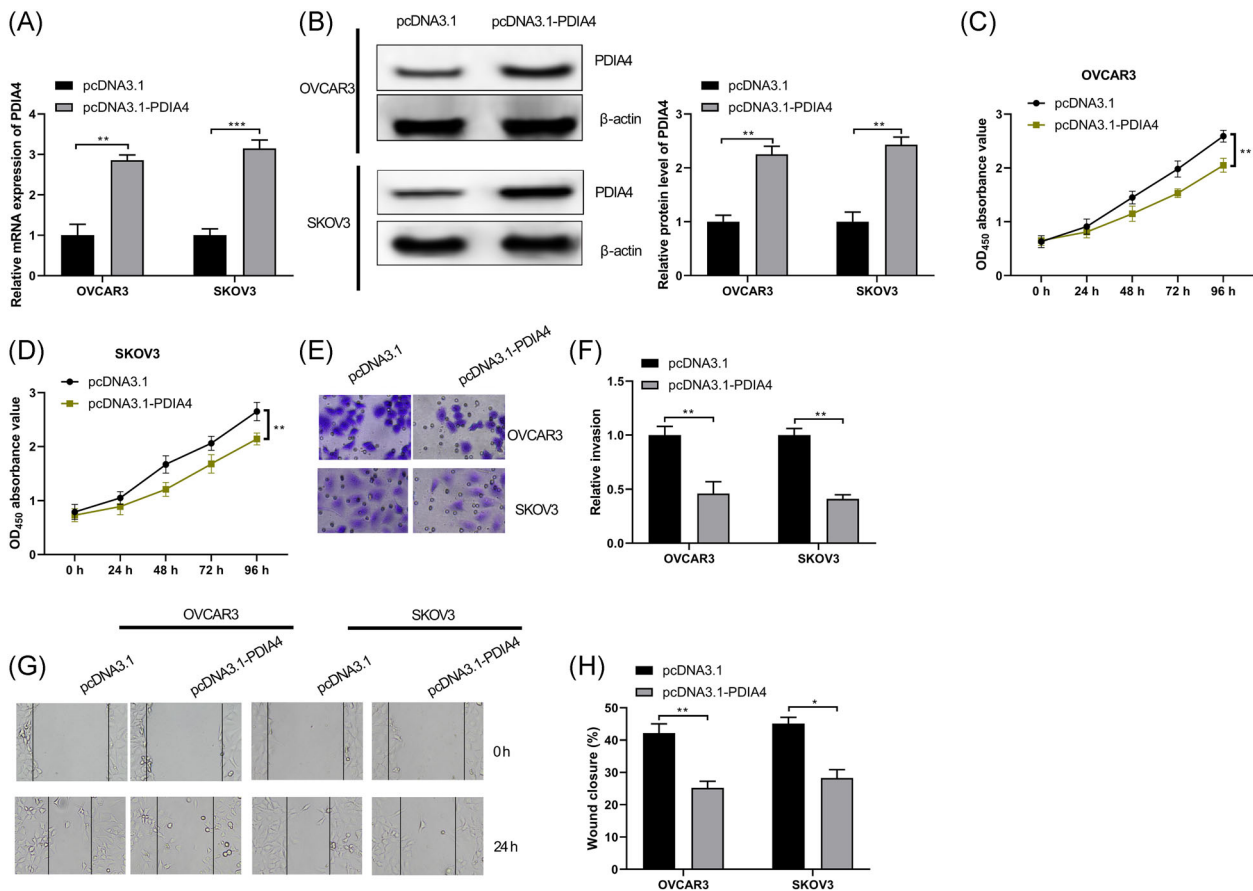 (A)
pcDNA3.1
pcDNA3.1-PDIA4
Relative mRNA expression of PDIA4
4
3
2
1
0
**
***
OVCAR3
SKOV3
(B)
pcDNA3.1
pcDNA3.1-PDIA4
OVCAR3
PDIA4
β-actin
SKOV3
PDIA4
β-actin
pcDNA3.1
pcDNA3.1-PDIA4
Relative protein level of PDIA4
3
2
1
0
**
**
OVCAR3
SKOV3
(C)
OVCAR3
pcDNA3.1
pcDNA3.1-PDIA4
OD450 absorbance value
3
2
1
0
**
0 h
24 h
48 h
72 h
96 h
(D)
SKOV3
pcDNA3.1
pcDNA3.1-PDIA4
OD450 absorbance value
3
2
1
0
**
0 h
24 h
48 h
72 h
96 h
(E)
pcDNA3.1
pcDNA3.1-PDIA4
OVCAR3
SKOV3
(F)
pcDNA3.1
pcDNA3.1-PDIA4
Relative invasion
1.5
1.0
0.5
0.0
**
**
OVCAR3
SKOV3
(G)
OVCAR3
SKOV3
pcDNA3.1
pcDNA3.1-PDIA4
pcDNA3.1
pcDNA3.1-PDIA4
0 h
24 h
(H)
pcDNA3.1
pcDNA3.1-PDIA4
Wound closure (%)
50
40
30
20
10
0
**
*
OVCAR3
SKOV3